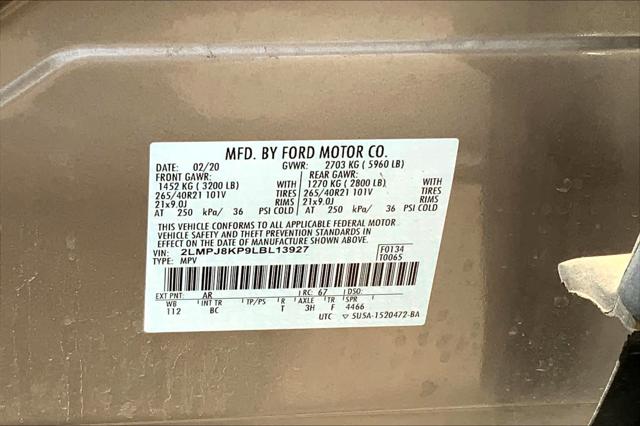 MFD. BY FORD MOTOR CO.
DATE: 02/20 GVWR: 2703 KG ( 5960 LB)
FRONT GAWR: REAR GAWR:
1452 KG ( 3200 LB) WITH 1270 KG ( 2800 LB) WITH
265/40R21 101V TIRES 265/40R21 101V TIRES
21x9.0J RIMS 21x9.0J RIMS
AT 250 kPa/ 36 PSI COLD AT 250 kPa/ 36 PSI COLD
THIS VEHICLE CONFORMS TO ALL APPLICABLE FEDERAL MOTOR
VEHICLE SAFETY AND THEFT PREVENTION STANDARDS IN
EFFECT ON THE DATE OF MANUFACTURE SHOWN ABOVE.
VIN: 2LMPJ8KP9LBL13927 F0134
TYPE: MPV T0065
EXT PNT: AR RC: 67 DSO:
WB INT TR TP/PS R AXLE TR SPR
112 BC T 3H F 4466
UTC ▽ 5USA-1520472-BA